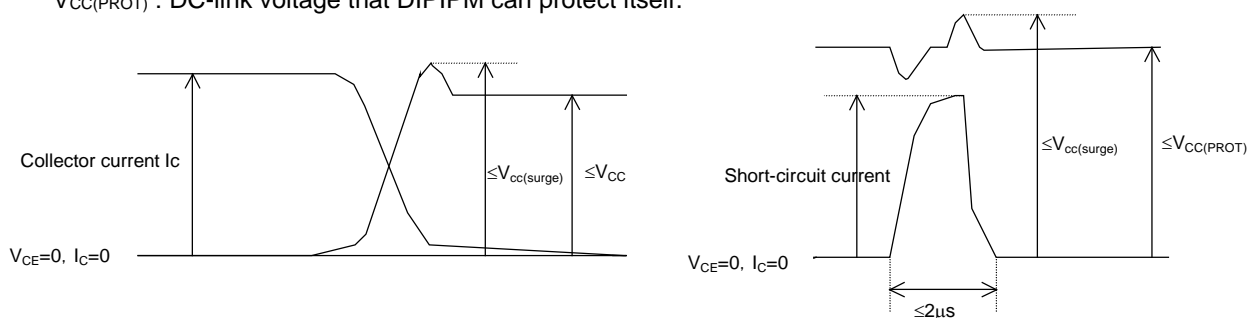 VCC(PROT) : DC-link voltage that DIPIPM can protect itself.
Collector current Ic
≤Vcc(surge)
≤VCC
VCE=0, IC=0
Short-circuit current
≤Vcc(surge)
≤VCC(PROT)
VCE=0, IC=0
≤2μs